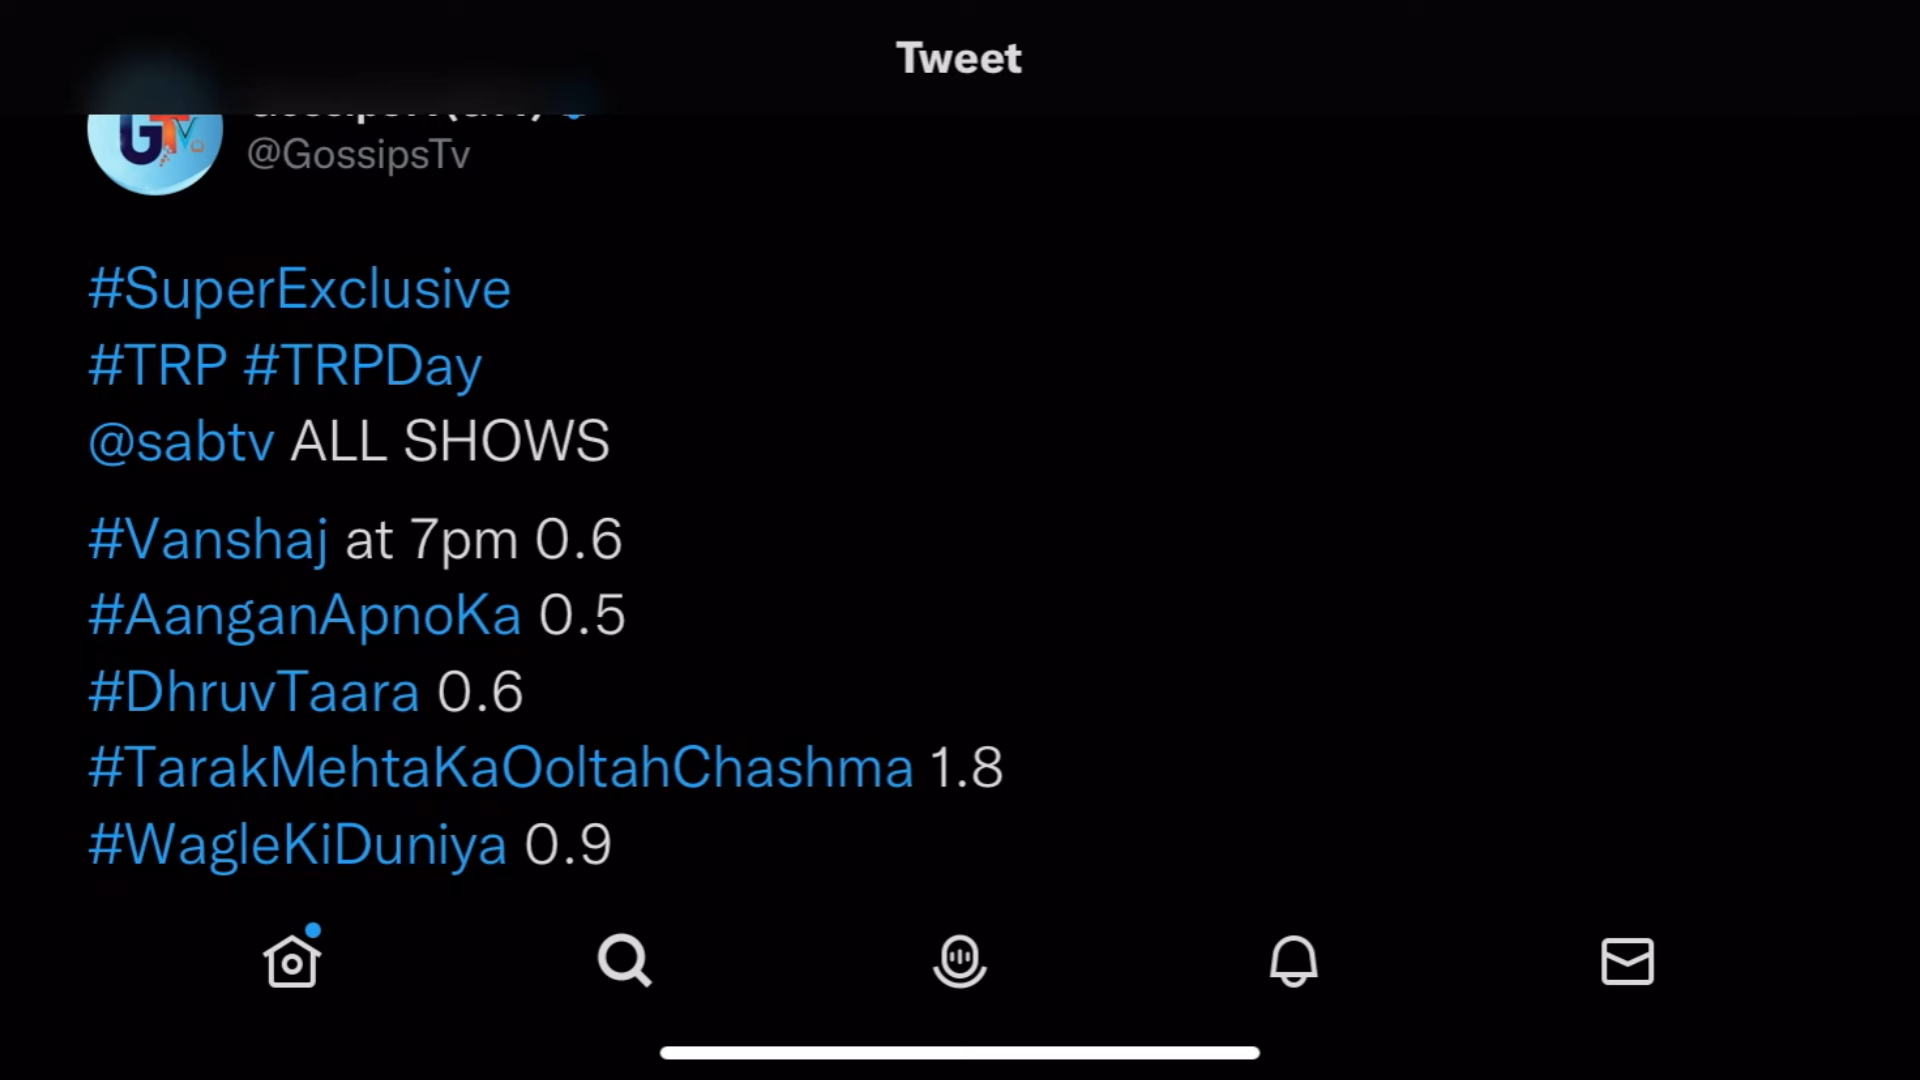 Tweet
@GossipsTv
#SuperExclusive
#TRP #TRPDay
@sabtv ALL SHOWS
#Vanshaj at 7pm 0.6
#AanganApnoKa 0.5
#DhruvTaara 0.6
#TarakMehtaKaOoltahChashma 1.8
#WagleKiDuniya 0.9